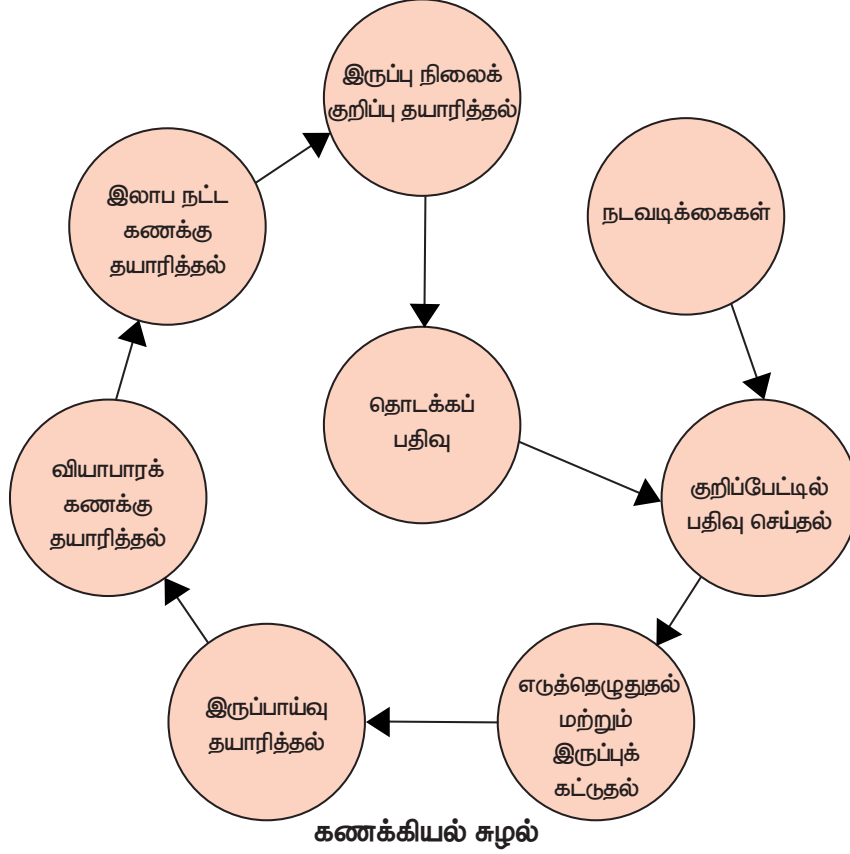 இருப்பு நிலைக்
குறிப்பு தயாரித்தல்
நடவடிக்கைகள்
இலாப நட்ட
கணக்கு
தயாரித்தல்
தொடக்கப்
பதிவு
வியாபாரக்
கணக்கு
தயாரித்தல்
குறிப்பேட்டில்
பதிவு செய்தல்
எடுத்தெழுதுதல்
மற்றும்
இருப்புக்
கட்டுதல்
இருப்பாய்வு
தயாரித்தல்
கணக்கியல் சுழல்